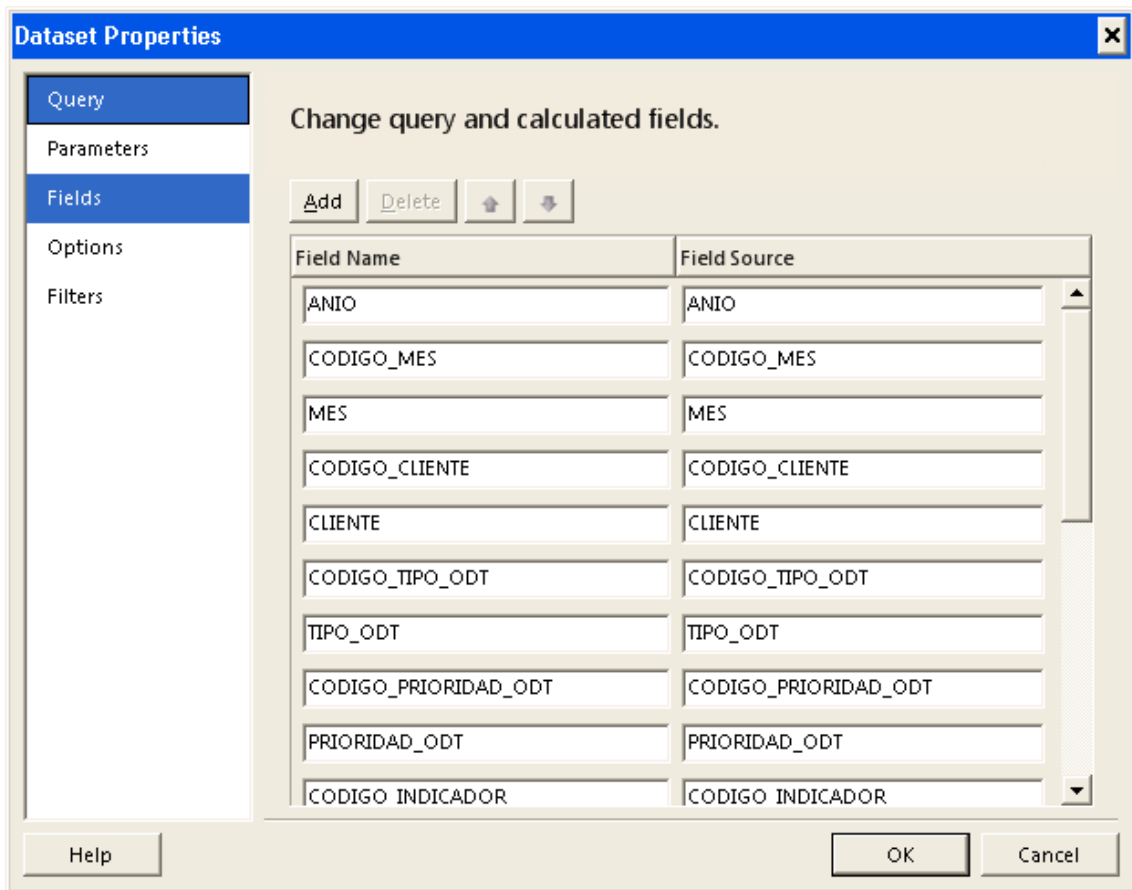 Dataset Properties
Query
Parameters
Fields
Options
Filters
Change query and calculated fields.
Add Delete
Field Name Field Source
ANIO ANIO
CODIGO_MES CODIGO_MES
MES MES
CODIGO_CLIENTE CODIGO_CLIENTE
CLIENTE CLIENTE
CODIGO_TIPO_ODT CODIGO_TIPO_ODT
TIPO_ODT TIPO_ODT
CODIGO_PRIORIDAD_ODT CODIGO_PRIORIDAD_ODT
PRIORIDAD_ODT PRIORIDAD_ODT
CODIGO_INDICADOR CODIGO_INDICADOR
Help OK Cancel